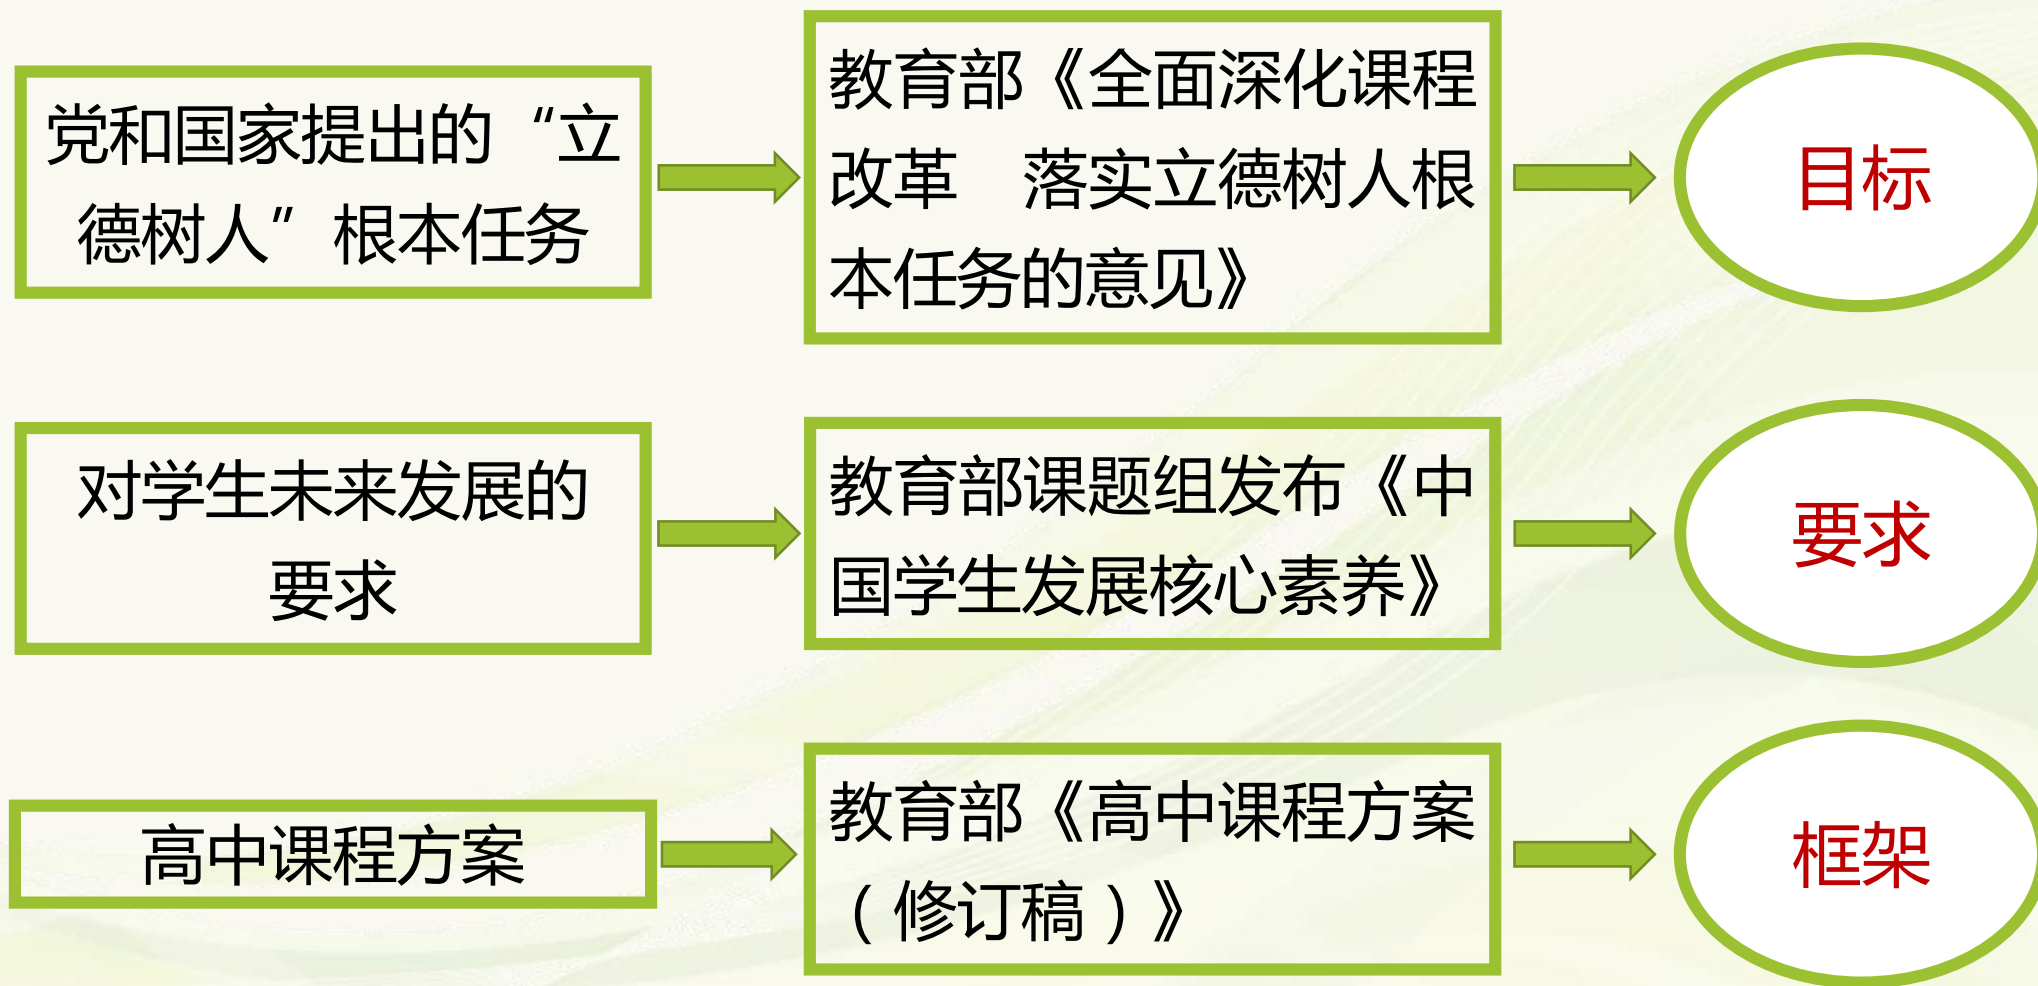 党和国家提出的“立
德树人”根本任务
教育部《全面深化课程
改革　落实立德树人根
本任务的意见》
目标
对学生未来发展的
要求
教育部课题组发布《中
国学生发展核心素养》
要求
高中课程方案
教育部《高中课程方案
（修订稿）》
框架